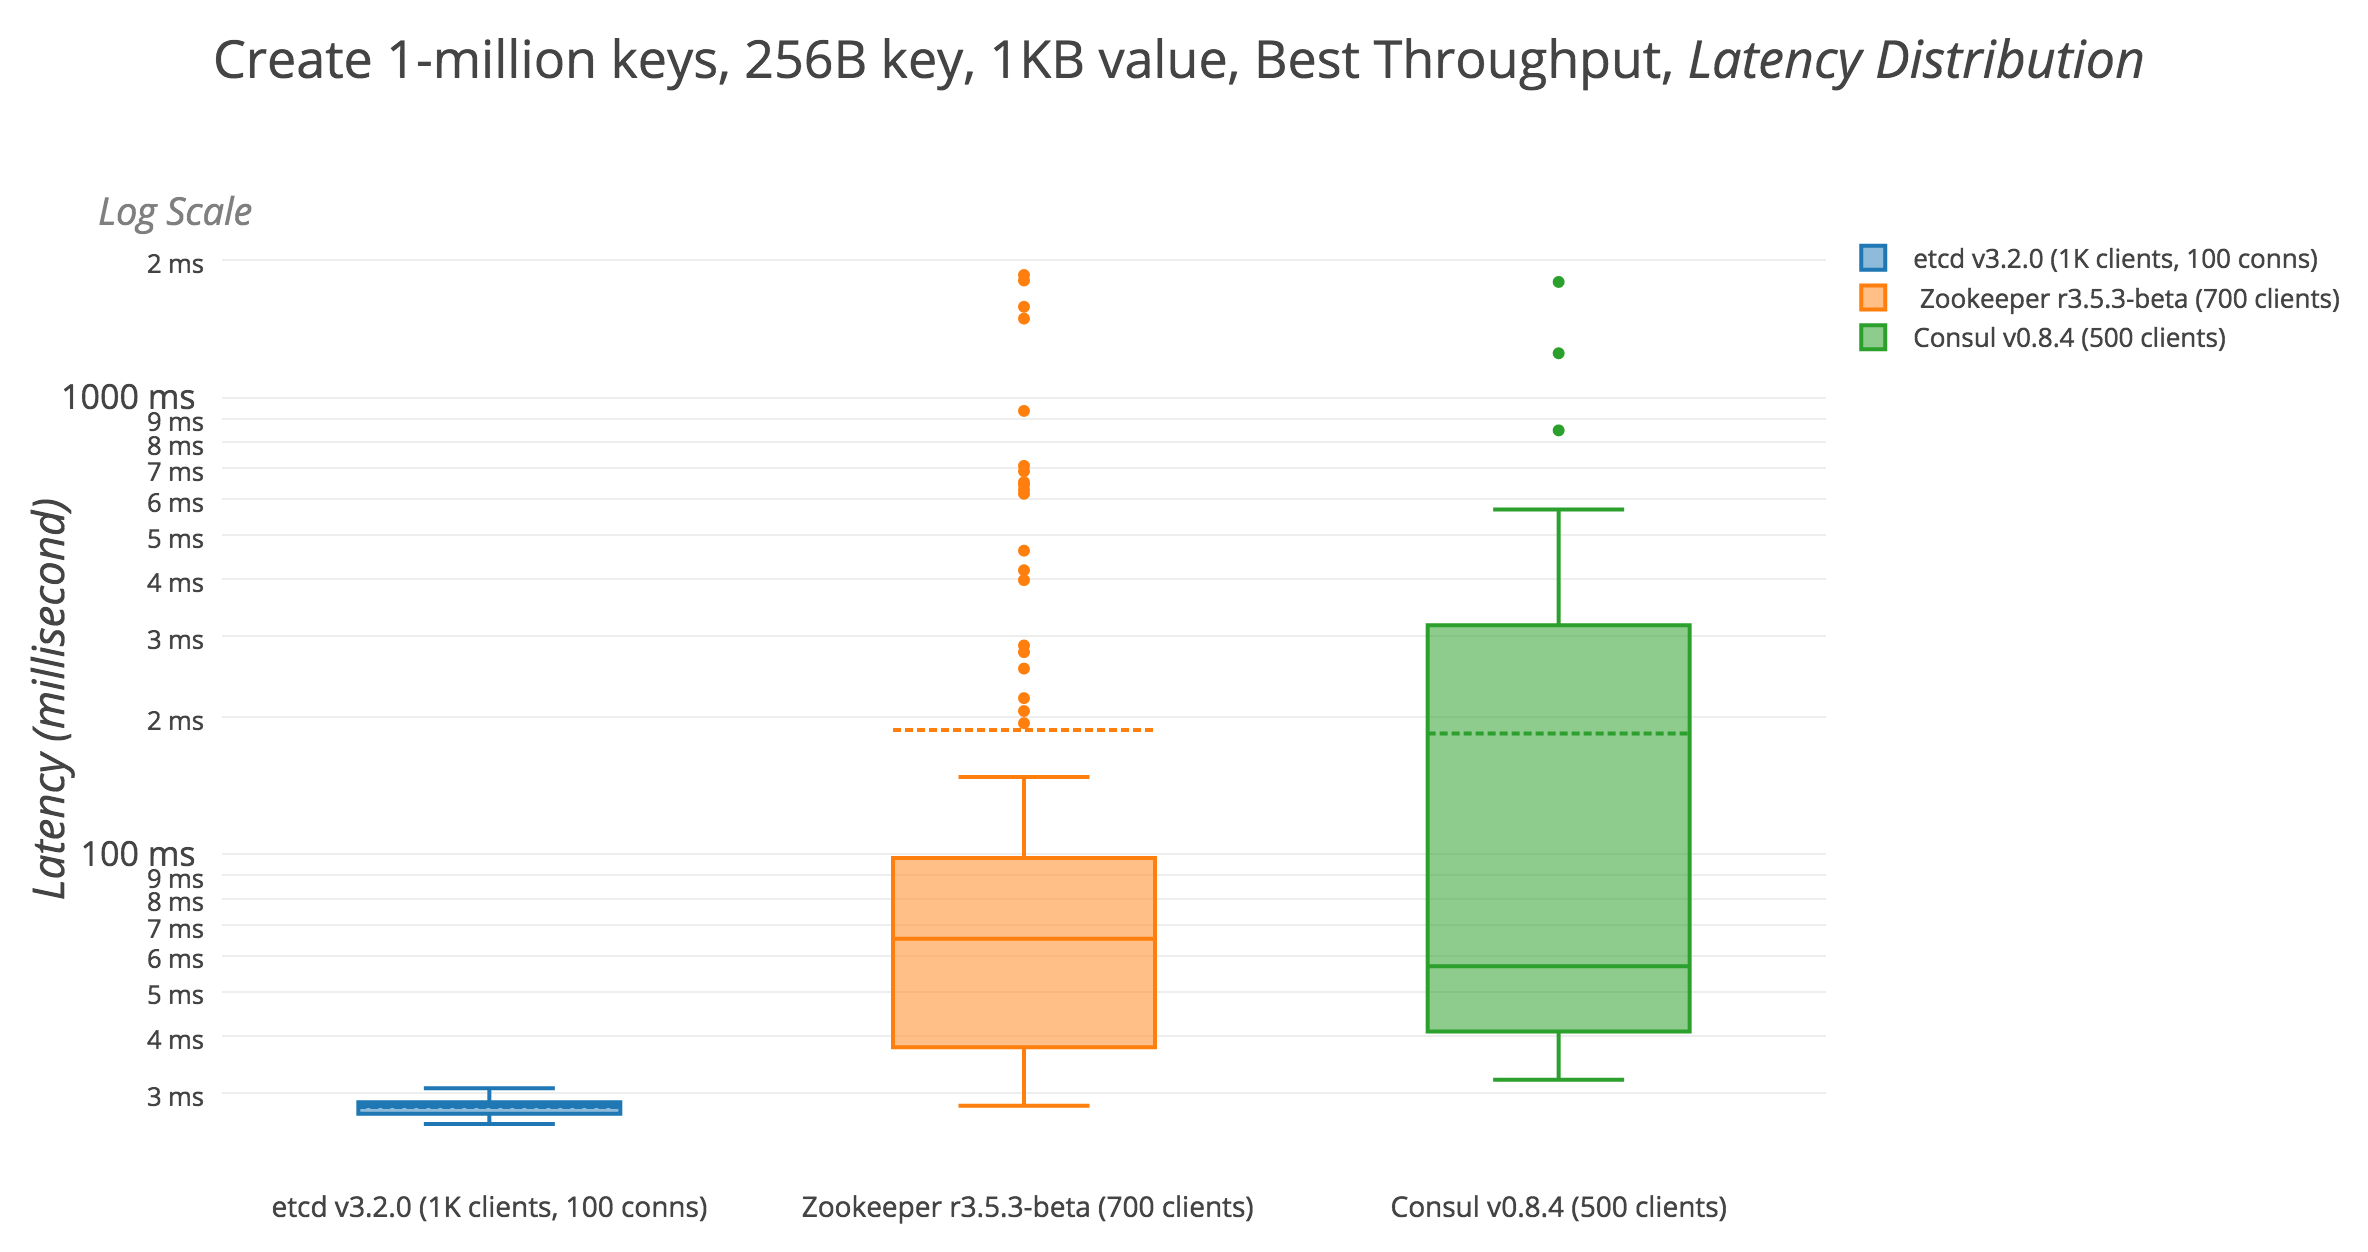 Create 1-million keys, 256B key, 1KB value, Best Throughput, Latency Distribution
Log Scale
2 ms
1000 ms
9 ms
8 ms
7 ms
6 ms
5 ms
4 ms
3 ms
2 ms
100 ms
9 ms
8 ms
7 ms
6 ms
5 ms
4 ms
3 ms
Latency (millisecond)
etcd v3.2.0 (1K clients, 100 conns)
Zookeeper r3.5.3-beta (700 clients)
Consul v0.8.4 (500 clients)
etcd v3.2.0 (1K clients, 100 conns)
Zookeeper r3.5.3-beta (700 clients)
Consul v0.8.4 (500 clients)